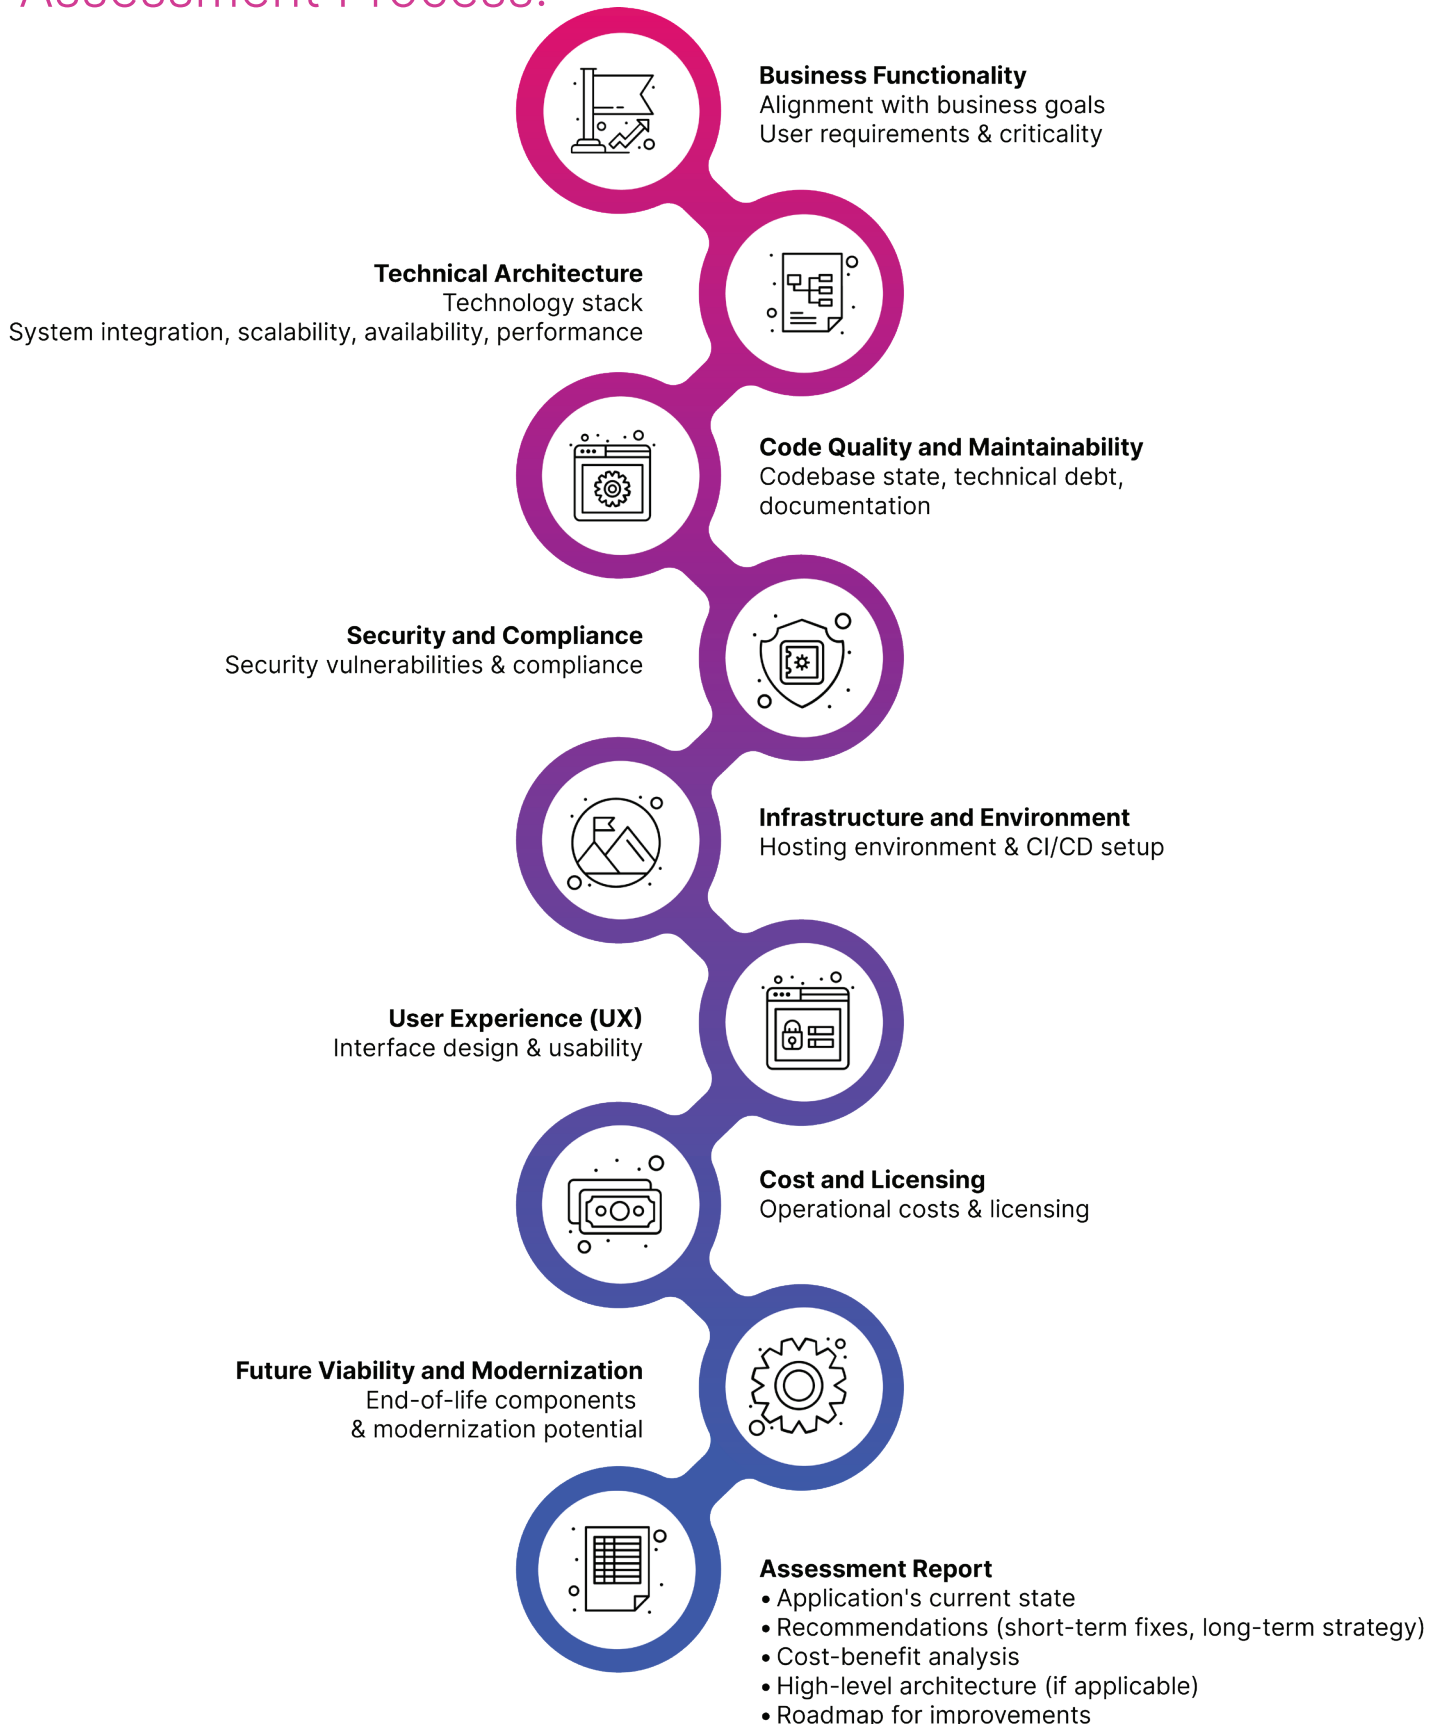 Assessment Process:
Business Functionality
Alignment with business goals
User requirements & criticality
Technical Architecture
Technology stack
System integration, scalability, availability, performance
Code Quality and Maintainability
Codebase state, technical debt,
documentation
Security and Compliance
Security vulnerabilities & compliance
Infrastructure and Environment
Hosting environment & CI/CD setup
User Experience (UX)
Interface design & usability
Cost and Licensing
Operational costs & licensing
Future Viability and Modernization
End-of-life components
& modernization potential
Assessment Report
• Application's current state
• Recommendations (short-term fixes, long-term strategy)
• Cost-benefit analysis
• High-level architecture (if applicable)
• Roadmap for improvements